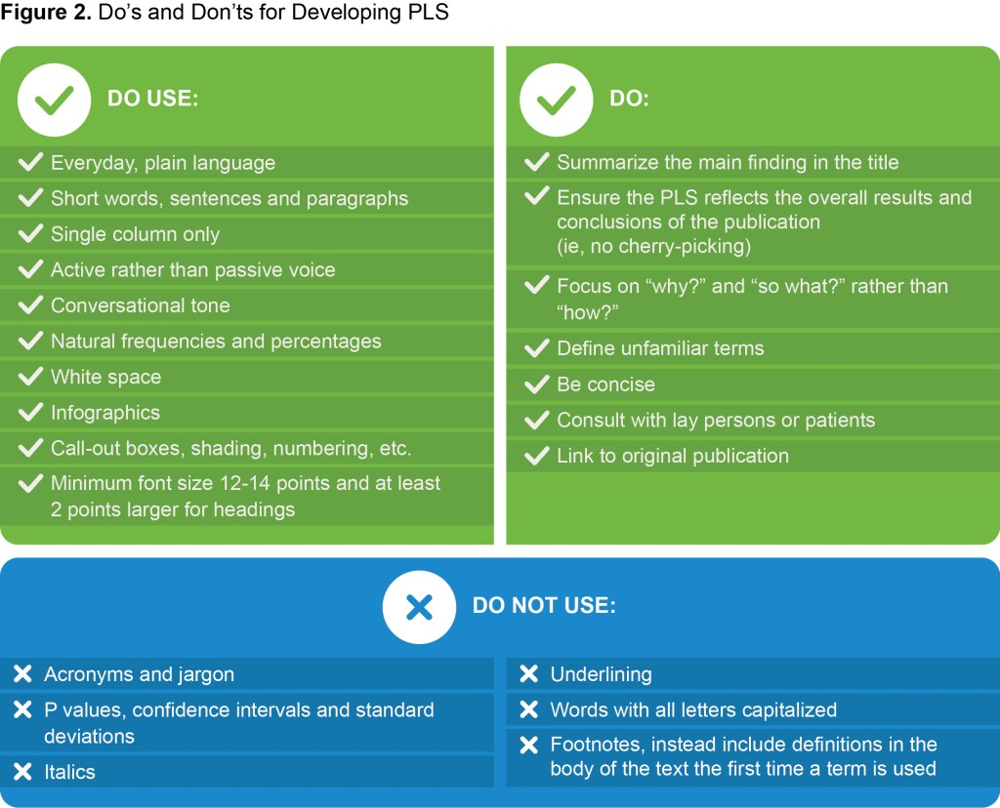 Figure 2. Do’s and Don’ts for Developing PLS
DO USE:
Everyday, plain language
Short words, sentences and paragraphs
Single column only
Active rather than passive voice
Conversational tone
Natural frequencies and percentages
White space
Infographics
Call-out boxes, shading, numbering, etc.
Minimum font size 12-14 points and at least
2 points larger for headings
DO:
Summarize the main finding in the title
Ensure the PLS reflects the overall results and
conclusions of the publication
(ie, no cherry-picking)
Focus on “why?” and “so what?” rather than
“how?”
Define unfamiliar terms
Be concise
Consult with lay persons or patients
Link to original publication
DO NOT USE:
Acronyms and jargon
P values, confidence intervals and standard
deviations
Italics
Underlining
Words with all letters capitalized
Footnotes, instead include definitions in the
body of the text the first time a term is used